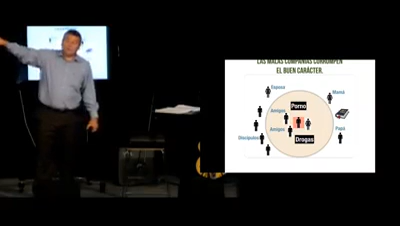 LAS MALAS COMPAÑÍAS CORROMPEN
EL BUEN CARÁCTER.
Esposa
Mamá
Porno
Amigos
Amigos
Discípulos
Papá
Drogas